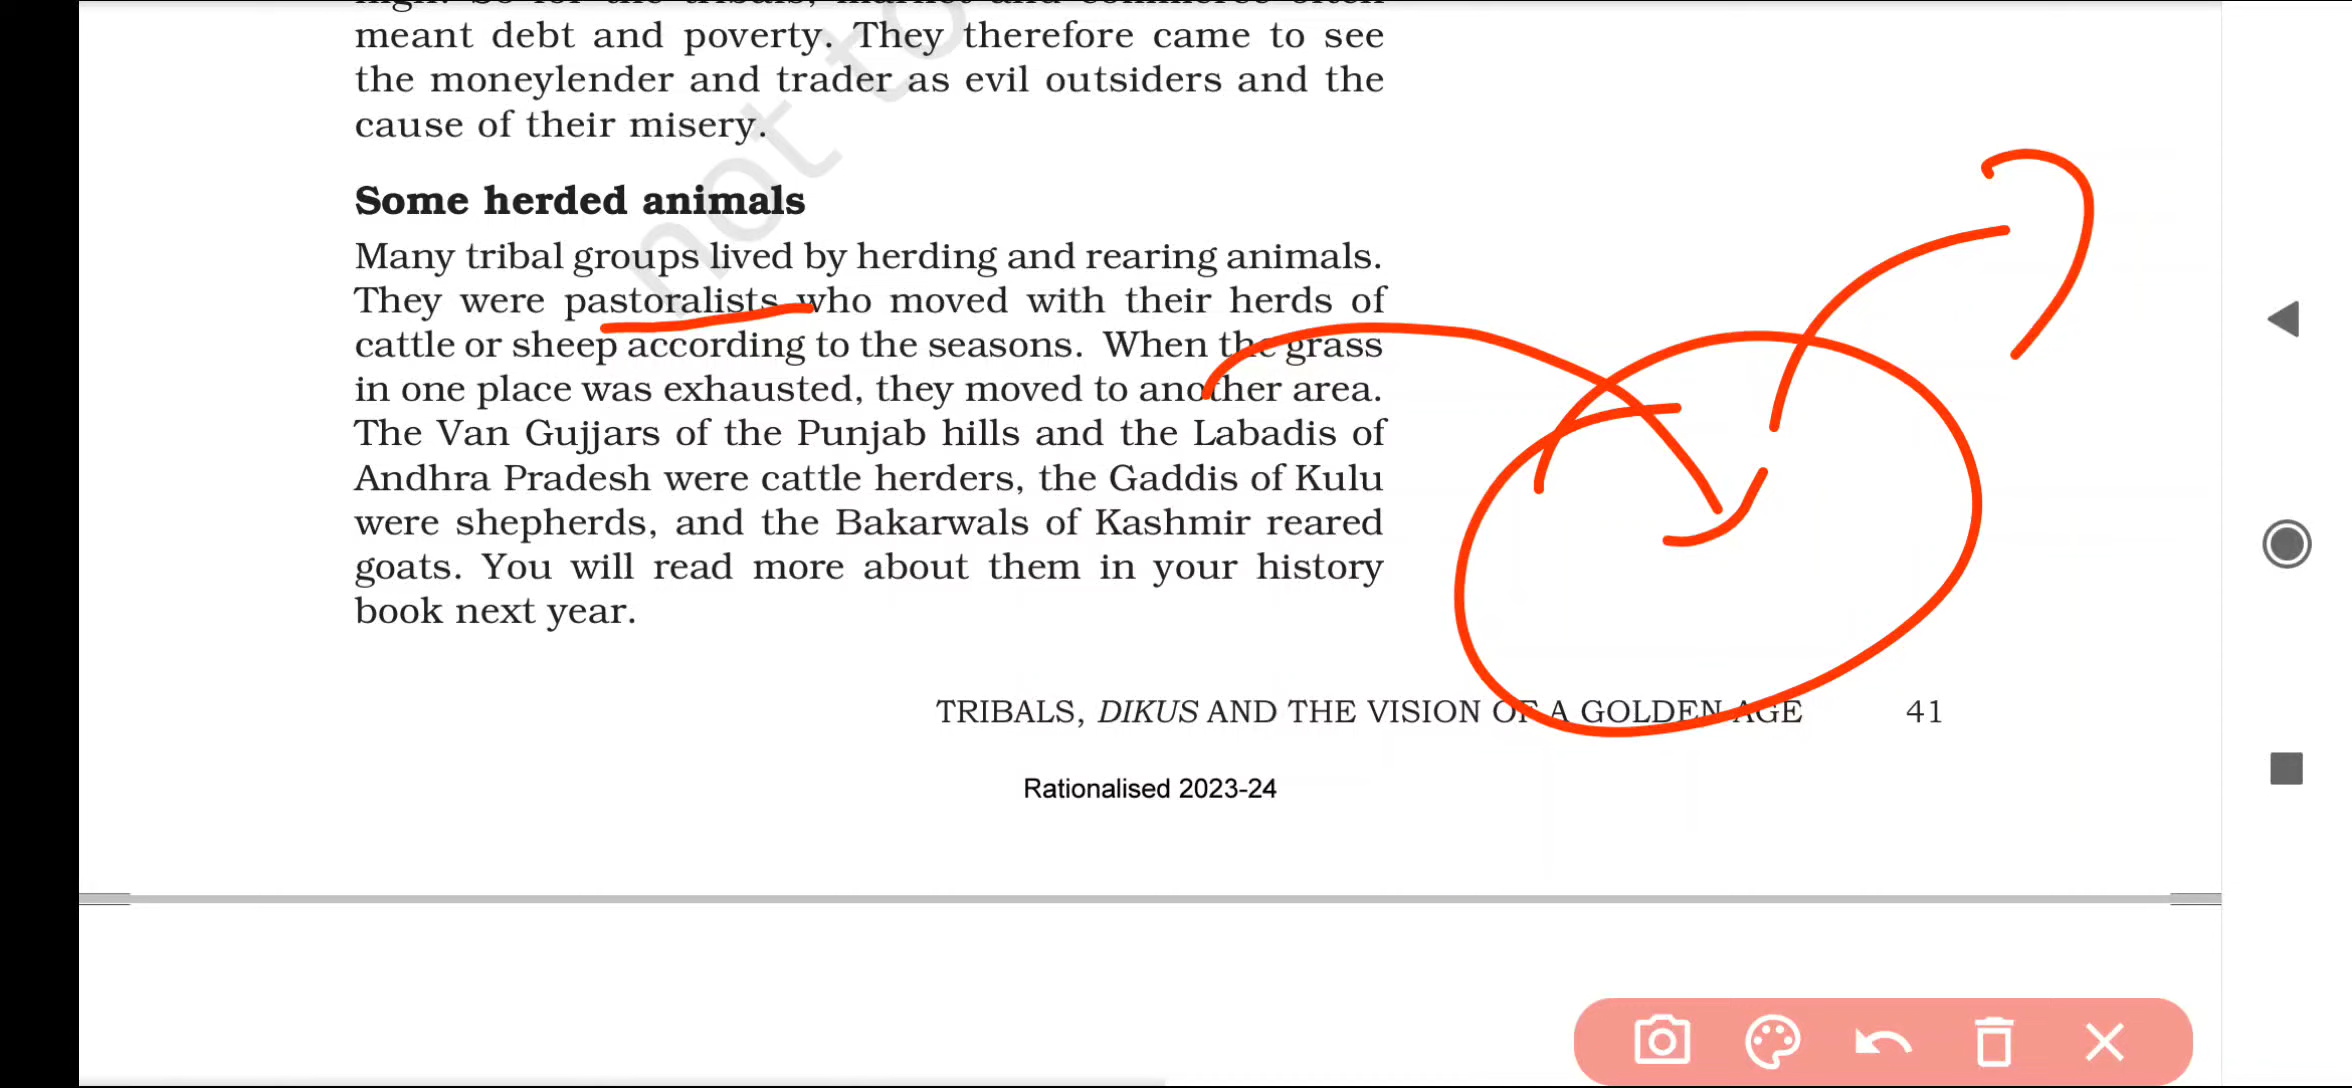 meant debt and poverty. They therefore came to see
the moneylender and trader as evil outsiders and the
cause of their misery.
Some herded animals
Many tribal groups lived by herding and rearing animals.
They were pastoralists who moved with their herds of
cattle or sheep according to the seasons. When the grass
in one place was exhausted, they moved to another area.
The Van Gujjars of the Punjab hills and the Labadis of
Andhra Pradesh were cattle herders, the Gaddis of Kulu
were shepherds, and the Bakarwals of Kashmir reared
goats. You will read more about them in your history
book next year.
TRIBALS, DIKUS AND THE VISION OF A GOLDEN AGE 41
Rationalised 2023-24
not to